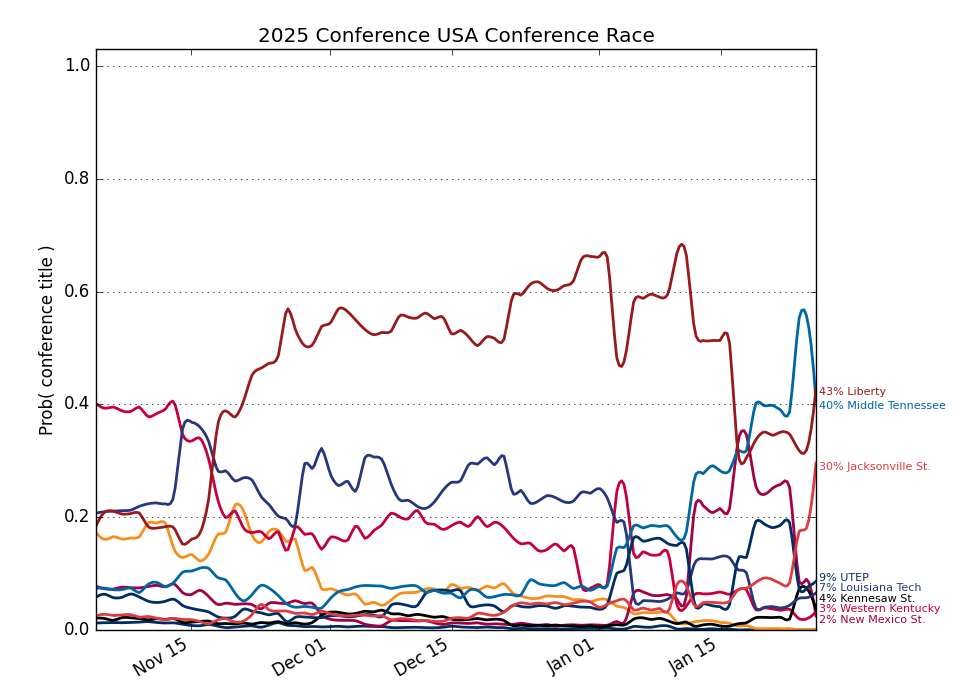 2025 Conference USA Conference Race
Prob( conference title )
1.0
0.8
0.6
0.4
0.2
0.0
Nov 15
Dec 01
Dec 15
Jan 01
Jan 15
43% Liberty
40% Middle Tennessee
30% Jacksonville St.
9% UTEP
7% Louisiana Tech
4% Kennesaw St.
3% Western Kentucky
2% New Mexico St.